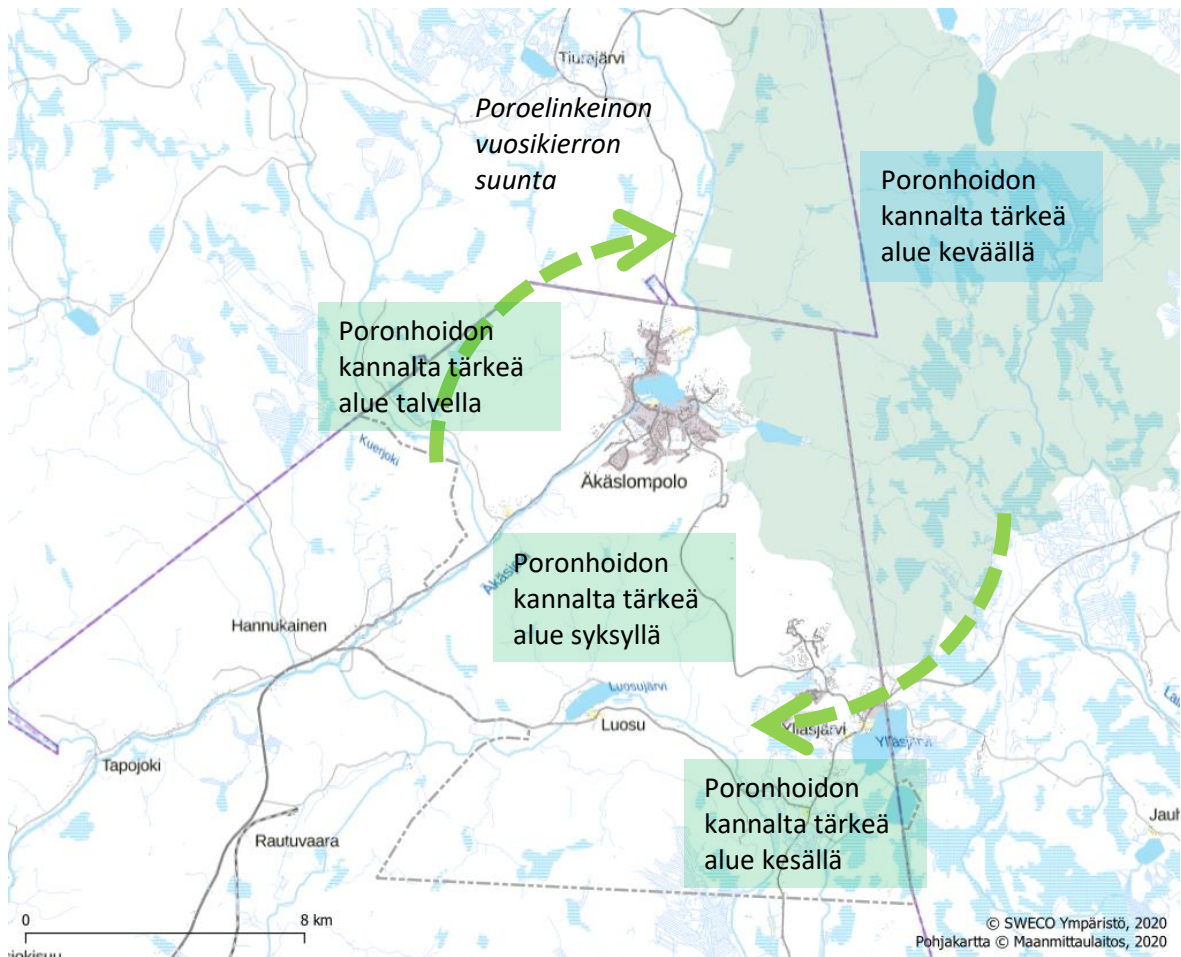 Tiurajärvi
Poroelinkeinon
vuosikierron
suunta
Poronhoidon
kannalta tärkeä
alue keväällä
Poronhoidon
kannalta tärkeä
alue talvella
Kuerjoki
Äkäslompolo
Poronhoidon
kannalta tärkeä
alue syksyllä
Hannukainen
Luosujärvi
Luosu
Ylläsjärvi
Ylläsjärvi
Tapojoki
Poronhoidon
kannalta tärkeä
alue kesällä
Rautuvaara
0 8 km
© SWECO Ympäristö, 2020
Pohjakartta © Maanmittaulaitos, 2020